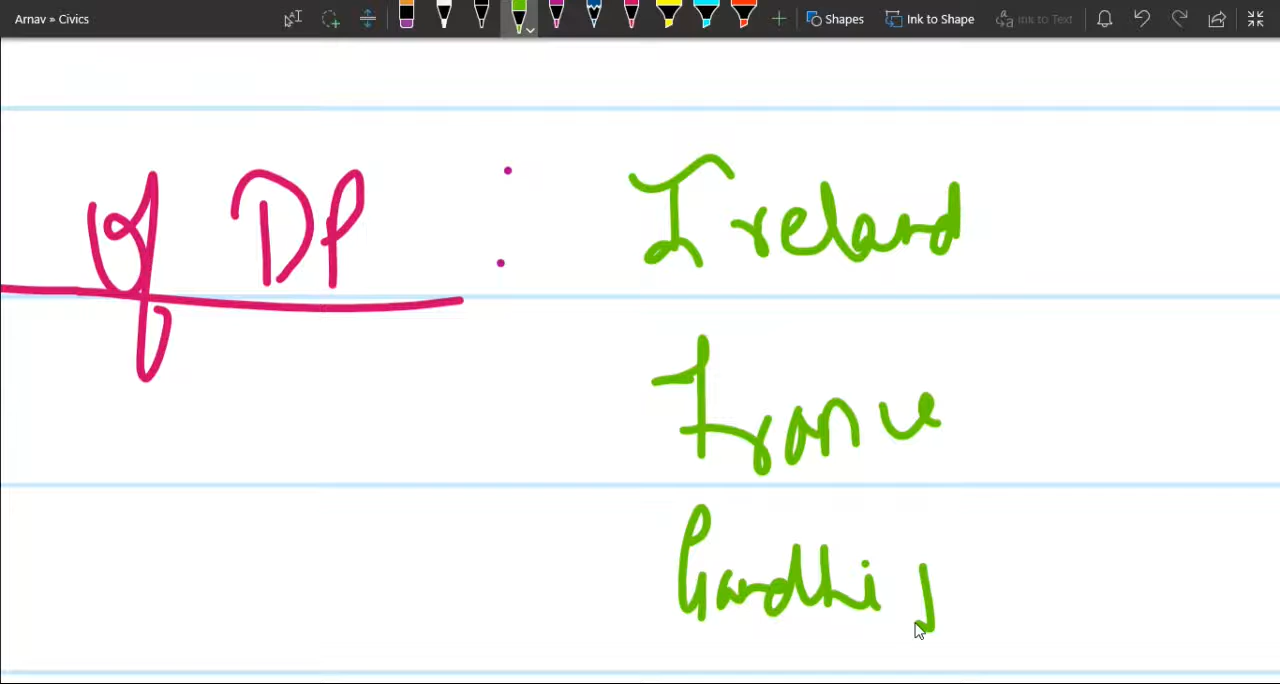 Arnav » Civics
Shapes
Ink to Shape
Ink to Text
of DP : Ireland
France
Gandhi J